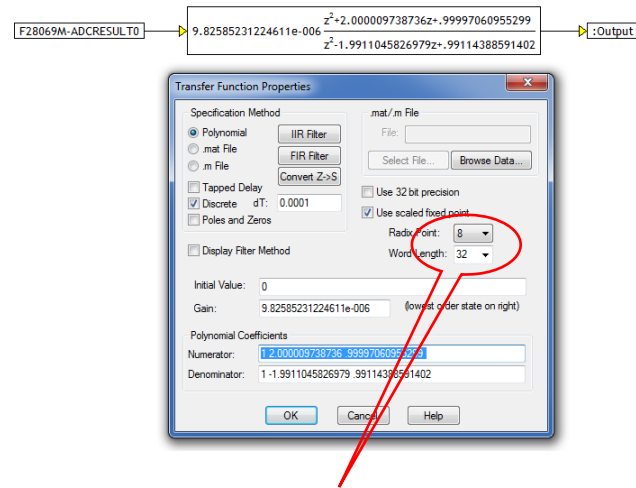 F28069M-ADCRESULT0
9.82585231224611e-006
z²+2.000009738736z+.99997060955299
z²-1.9911045826979z+.99114388591402
:Output
Transfer Function Properties
Specification Method
Polynomial
.mat File
.m File
IIR Filter
FIR Filter
Convert Z->S
Tapped Delay
Discrete dT: 0.0001
Poles and Zeros
Display Filter Method
.mat/.m File
File:
Select File...
Browse Data...
Use 32 bit precision
Use scaled fixed point
Radix Point: 8
Word Length: 32
Initial Value: 0
Gain: 9.82585231224611e-006 (lowest order state on right)
Polynomial Coefficients
Numerator: 1 2.000009738736 .99997060955299
Denominator: 1 -1.9911045826979 .99114388591402
OK
Cancel
Help